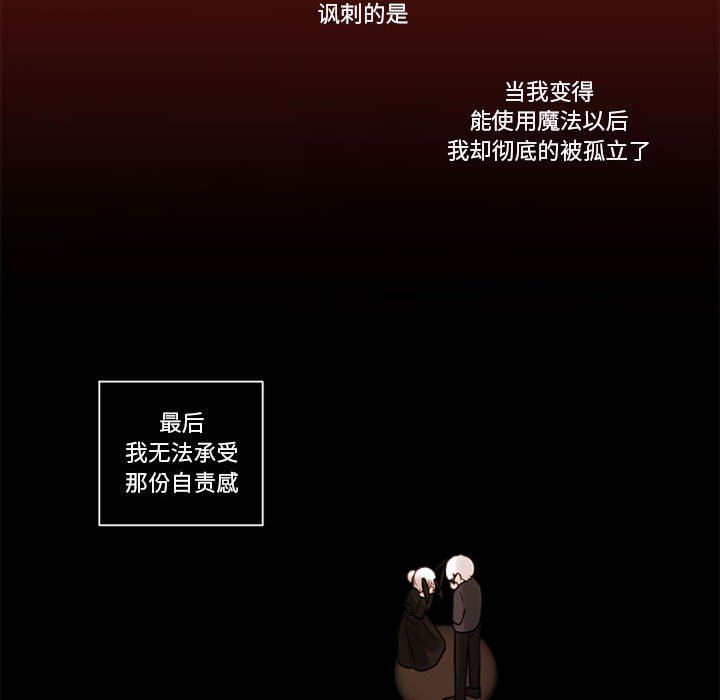 讽刺的是
当我变得
能使用魔法以后
我却彻底的被孤立了
最后
我无法承受
那份自责感